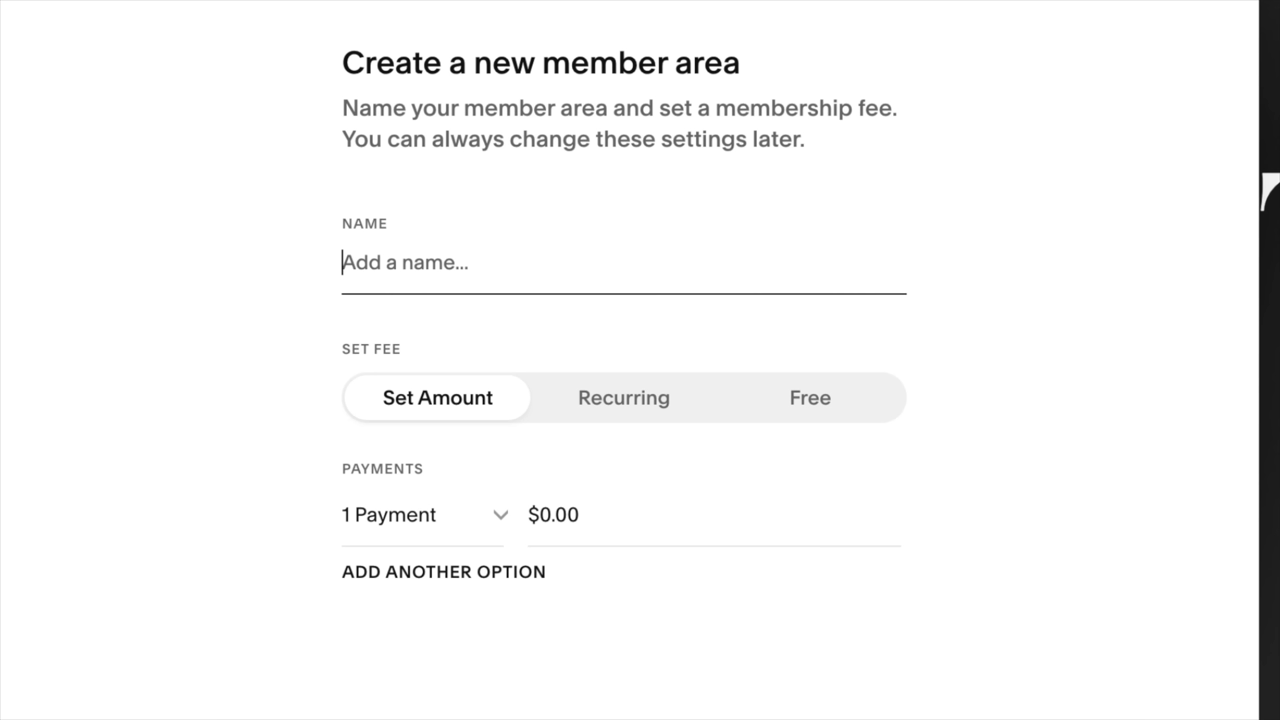 Create a new member area
Name your member area and set a membership fee.
You can always change these settings later.
NAME
Add a name...
SET FEE
Set Amount Recurring Free
PAYMENTS
1 Payment $0.00
ADD ANOTHER OPTION